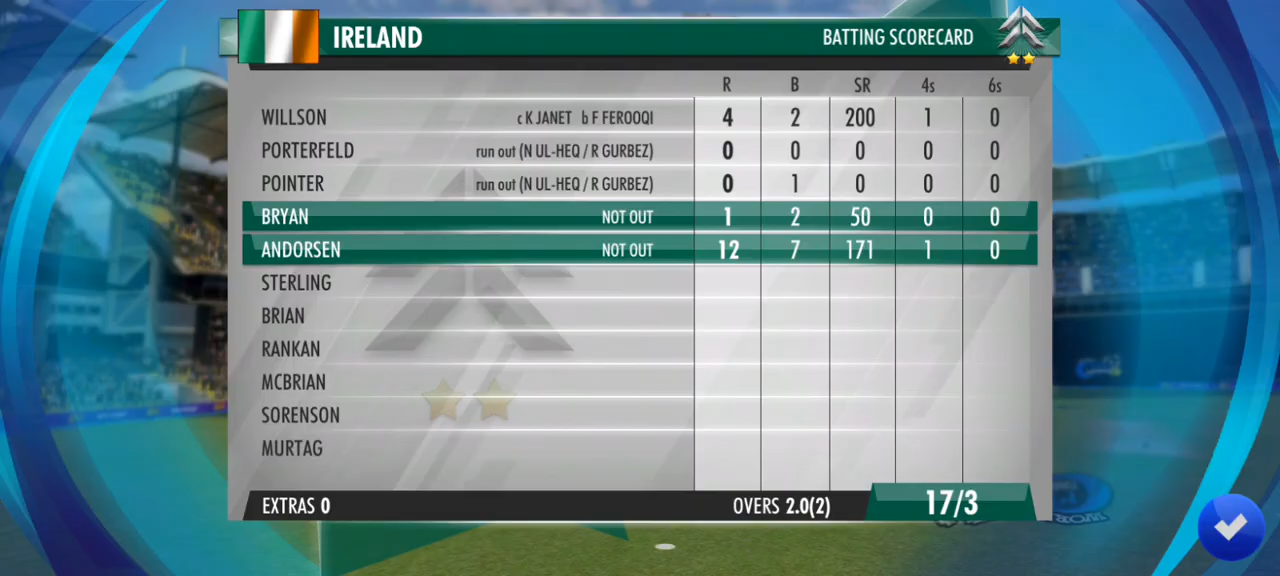 IRELAND BATTING SCORECARD
R B SR 4s 6s
WILLSON c K JANET b F FEROOQI 4 2 200 1 0
PORTERFELD run out (N UL-HEQ / R GURBEZ) 0 0 0 0 0
POINTER run out (N UL-HEQ / R GURBEZ) 0 1 0 0 0
BRYAN NOT OUT 1 2 50 0 0
ANDORSEN NOT OUT 12 7 171 1 0
STERLING
BRIAN
RANKAN
MCBRIAN
SORENSON
MURTAG
EXTRAS 0 OVERS 2.0(2) 17/3